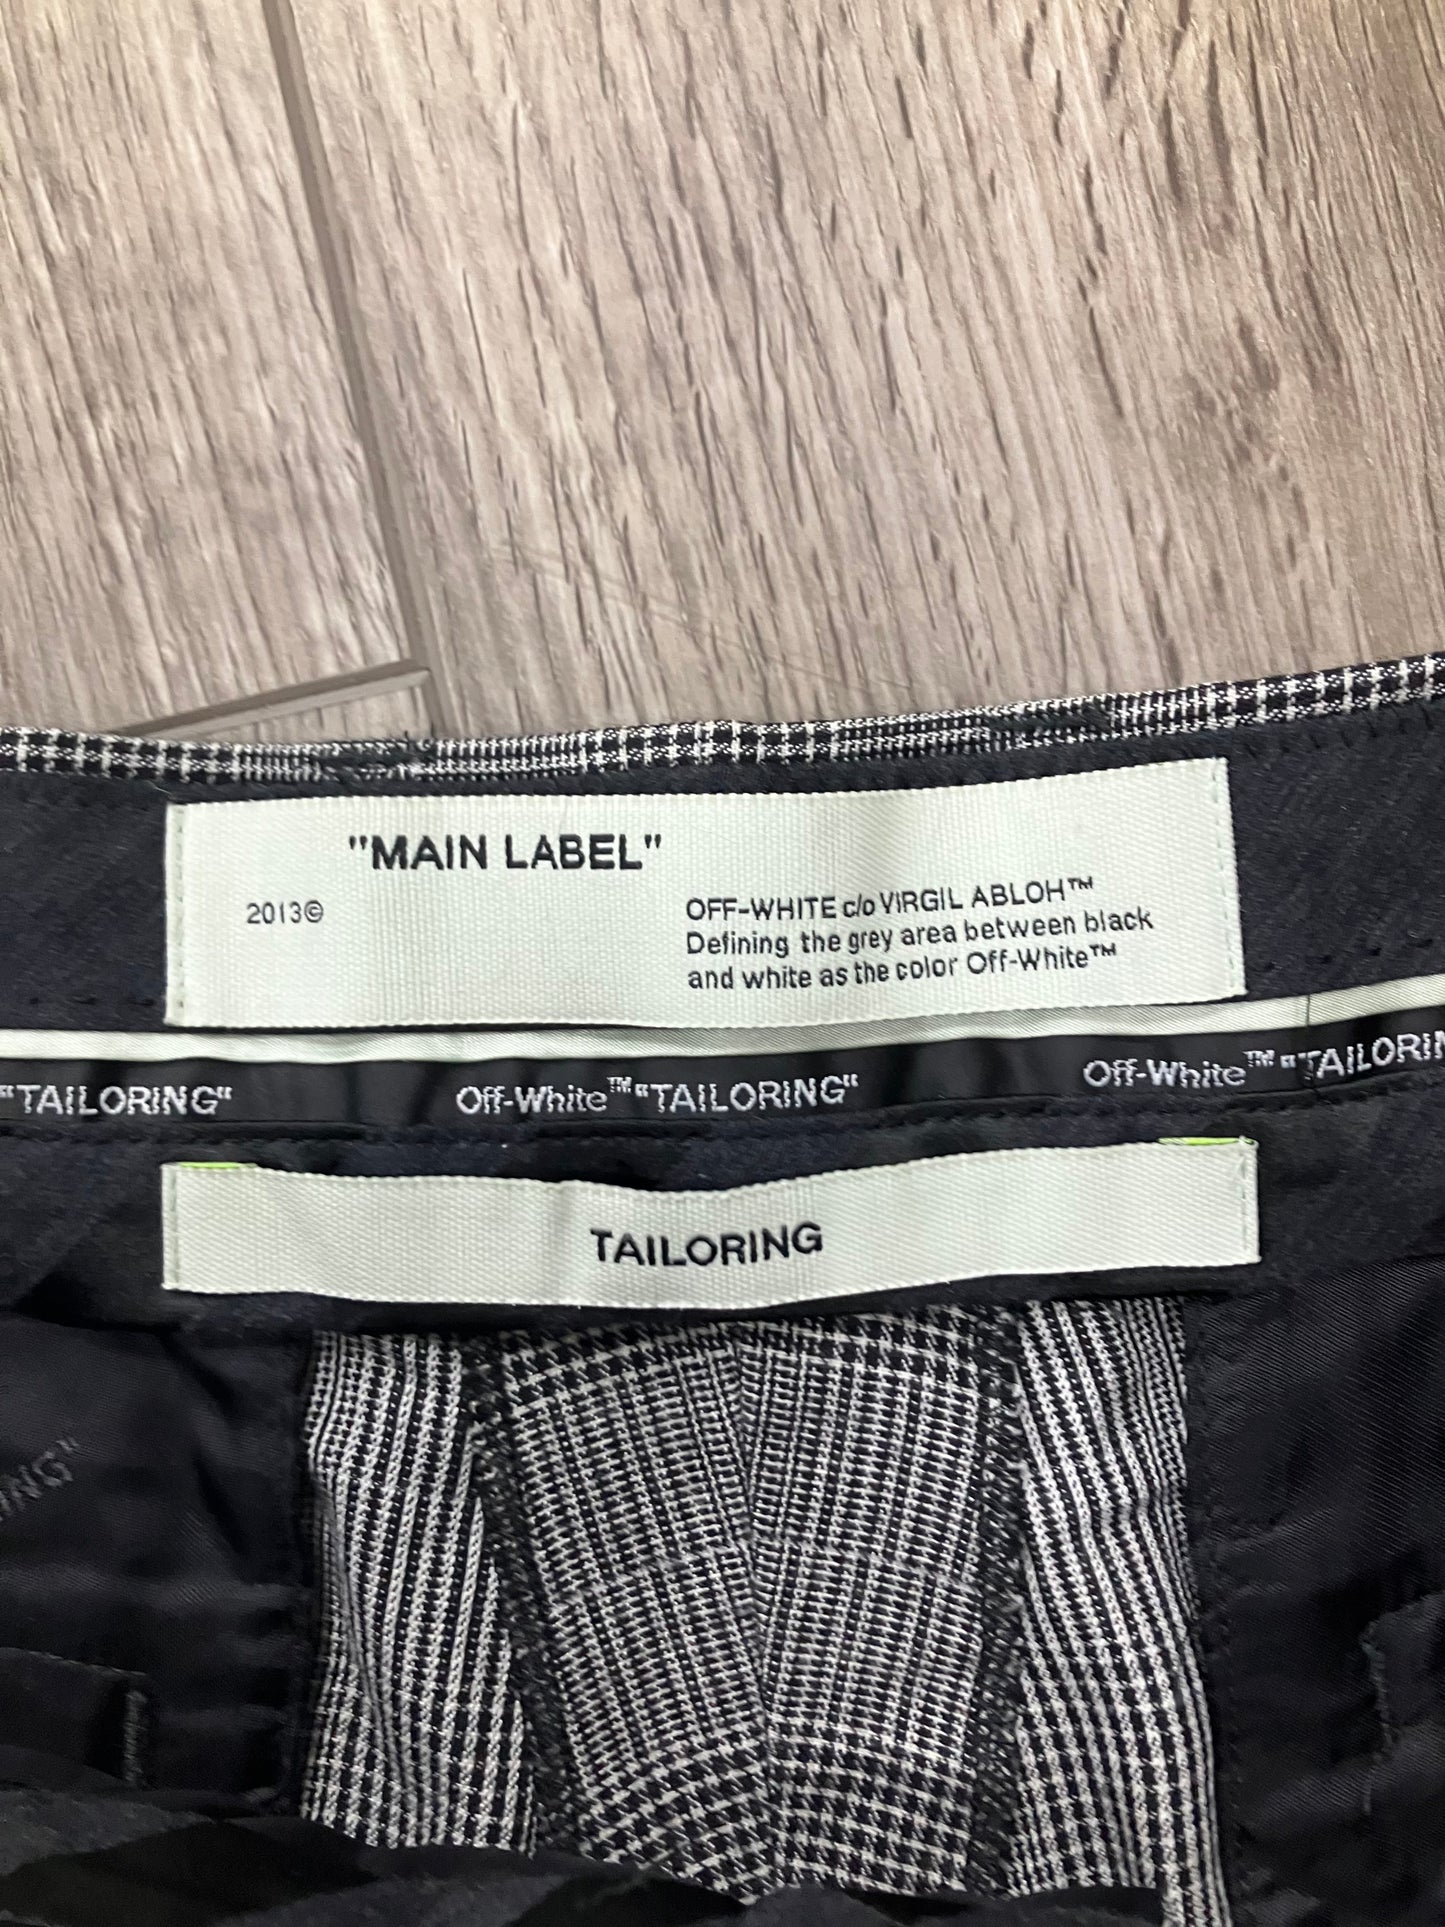 "MAIN LABEL"
2013©
OFF-WHITE c/o VIRGIL ABLOH™
Defining the grey area between black
and white as the color Off-White™
"TAILORING" Off-White™ "TAILORING" Off-White™ "TAILORIN
TAILORING
ING"